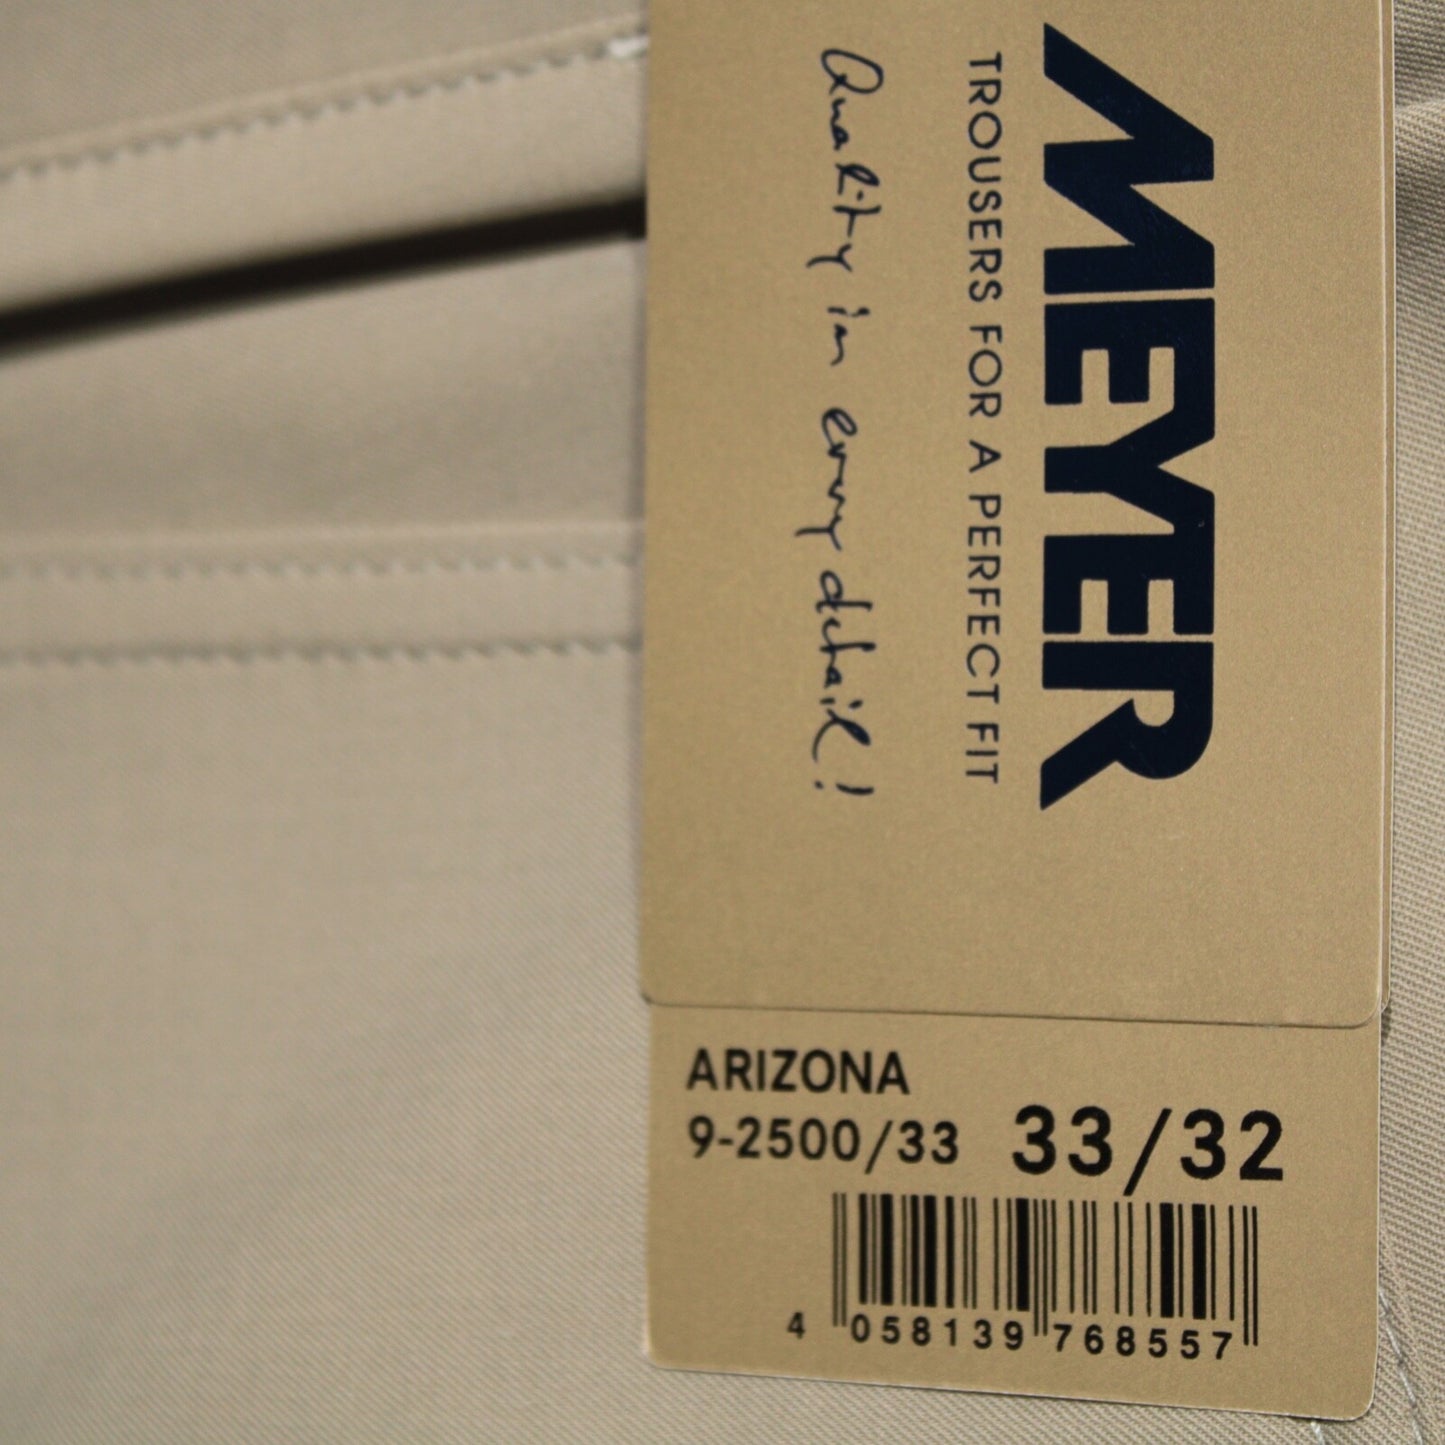 MEYER
TROUSERS FOR A PERFECT FIT
Quality in every detail!
ARIZONA
9-2500/33 33/32
4 058139 768557